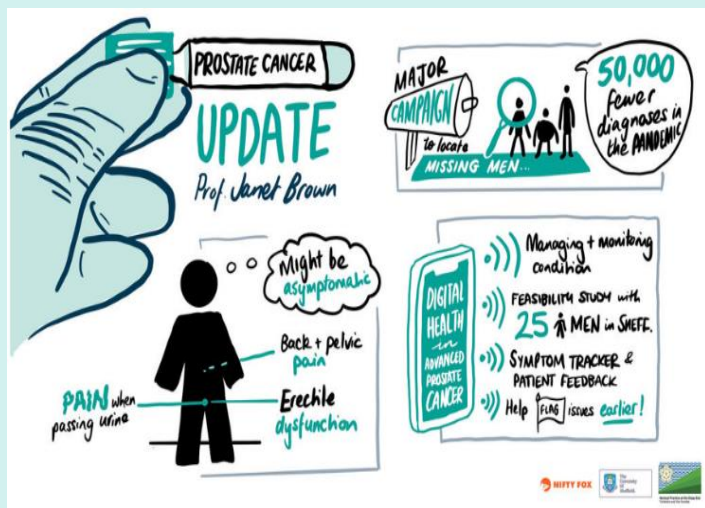 PROSTATE CANCER
UPDATE
Prof. Janet Brown
MAJOR
CAMPAIGN
to locate
MISSING MEN...
50,000
fewer
diagnoses in
the PANDEMIC
Might be
asymptomatic
Back + pelvic
pain
Erectile
dysfunction
PAIN when
passing urine
DIGITAL
HEALTH
in
ADVANCED
PROSTATE
CANCER
Managing + monitoring
condition
FEASIBILITY STUDY with
25 MEN in SHEFF.
SYMPTOM TRACKER &
PATIENT FEEDBACK
Help FLAG issues earlier!
NIFTY FOX
The
University
of
Sheffield.